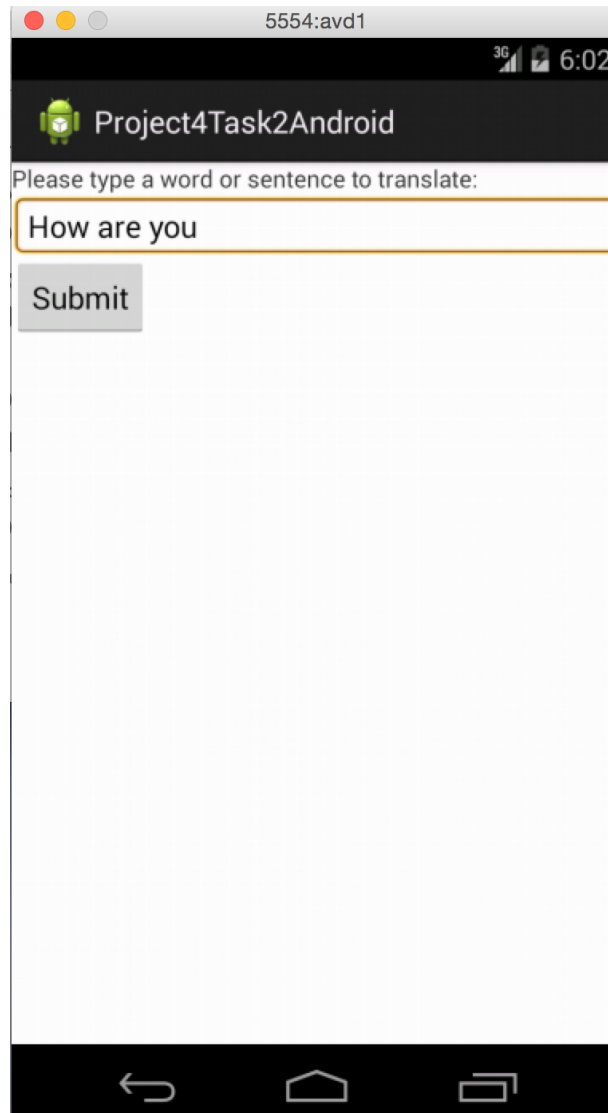 5554:avd1
3G 6:02
Project4Task2Android
Please type a word or sentence to translate:
How are you
Submit